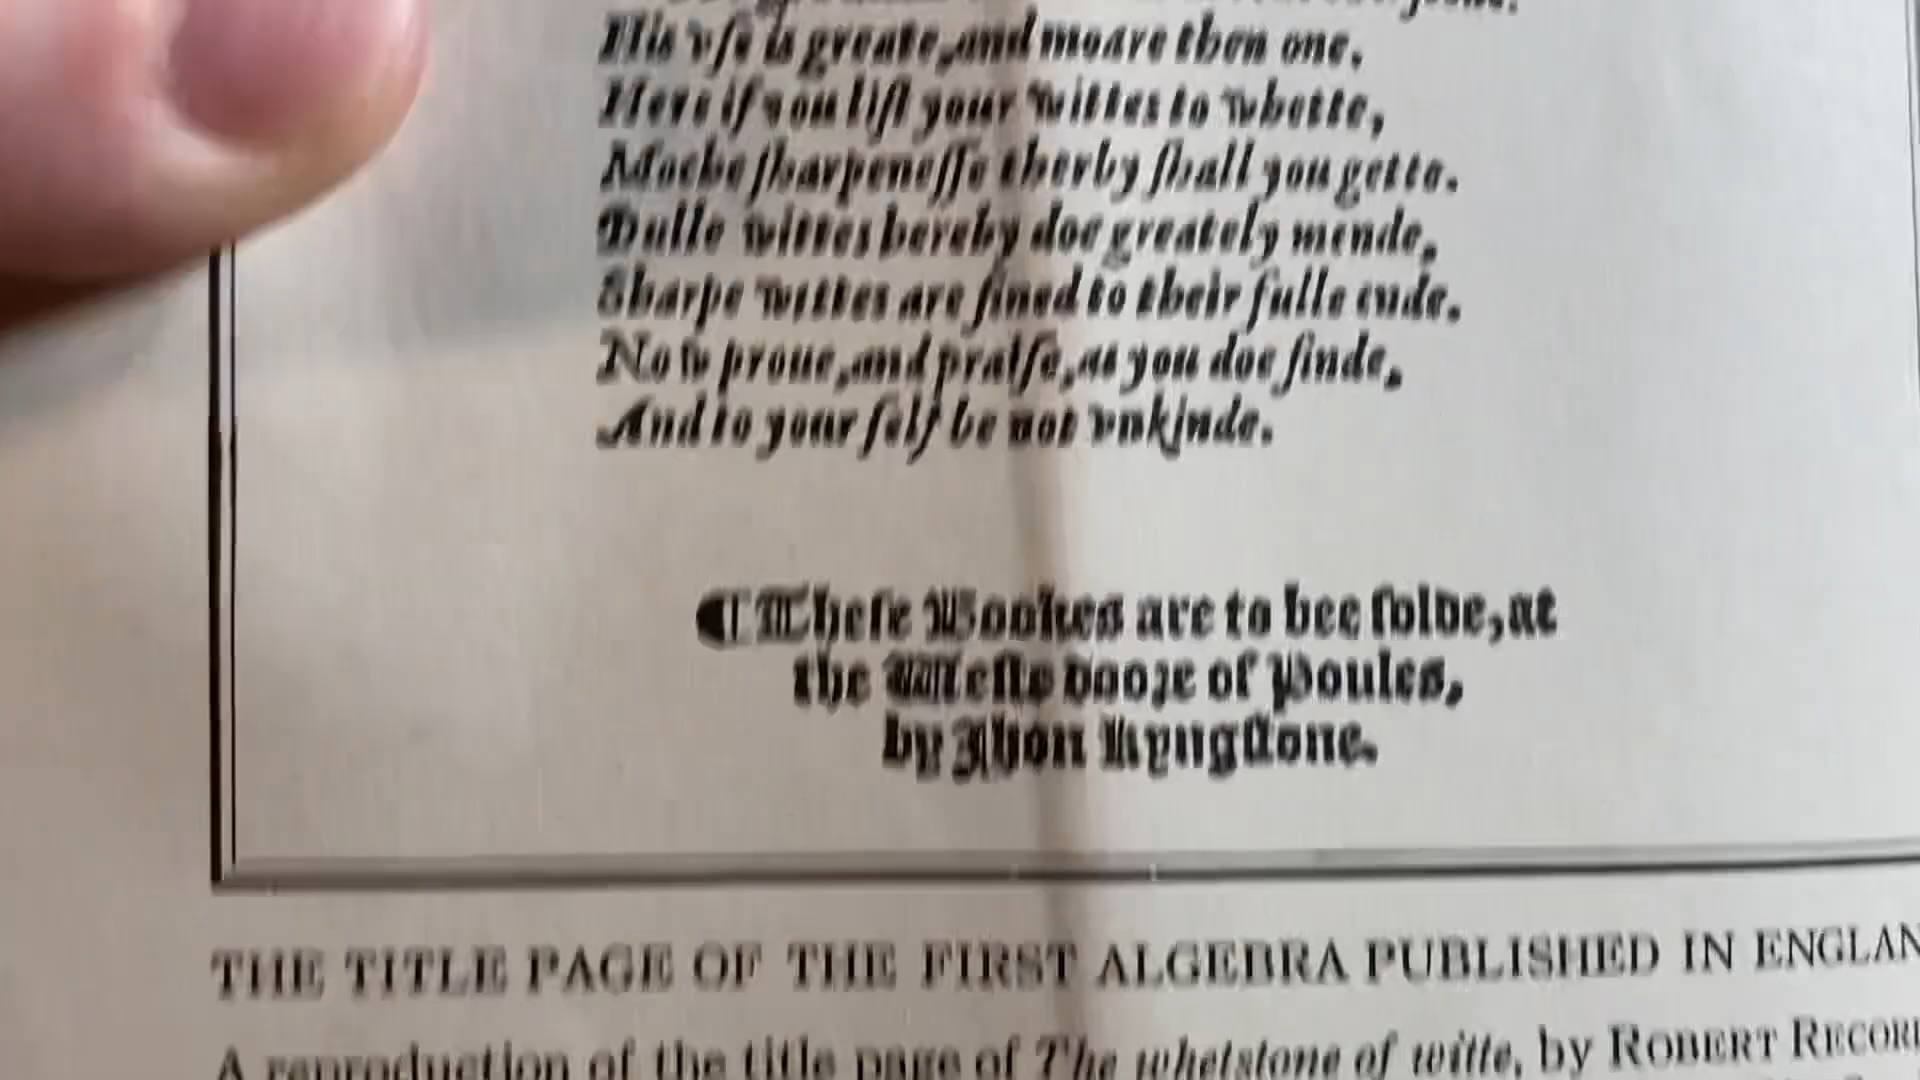 His vſe is greate, and moare then one.
Here if you liſt your wittes to whette,
Moche ſharpeneſſe therby ſhall you gette.
Dulle wittes hereby doe greately mende,
Sharpe wittes are fined to their fulle ende.
Now proue, and praiſe, as you doe finde,
And to your ſelf be not vnkinde.
¶ Theſe Bookes are to bee ſolde, at
the Weſte doore of Poules,
by Jhon Kyngſtone.
THE TITLE PAGE OF THE FIRST ALGEBRA PUBLISHED IN ENGLAN
A reproduction of the title page of The whetstone of witte, by ROBERT RECOR